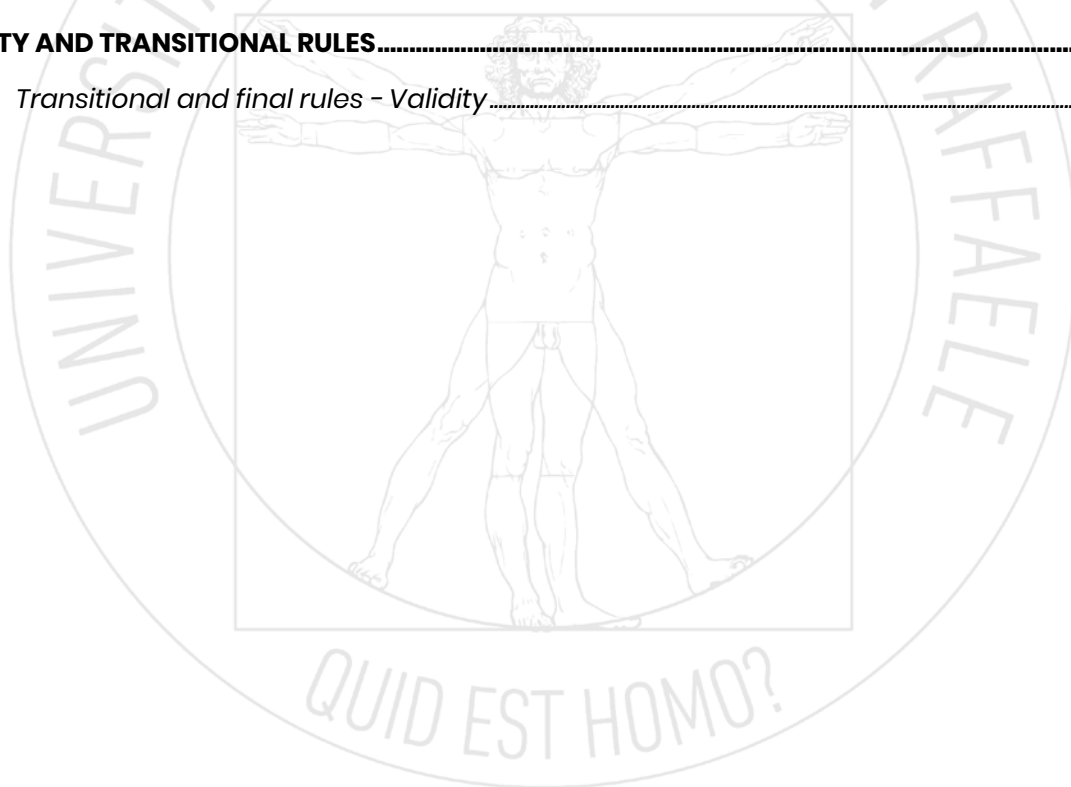 TY AND TRANSITIONAL RULES
Transitional and final rules - Validity
UNIVERSITÀ
RAFFAELE
QUID EST HOMO?